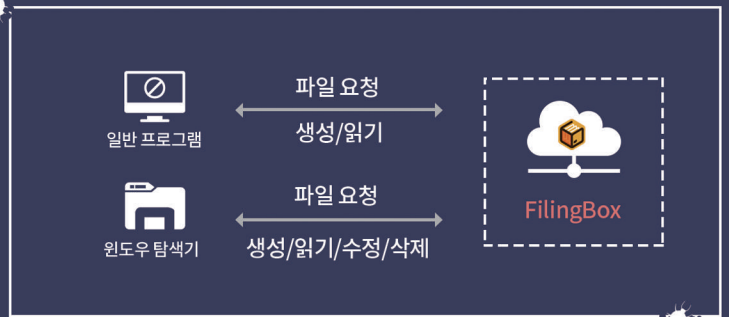 파일 요청
일반 프로그램
생성/읽기
파일 요청
윈도우 탐색기
생성/읽기/수정/삭제
FilingBox